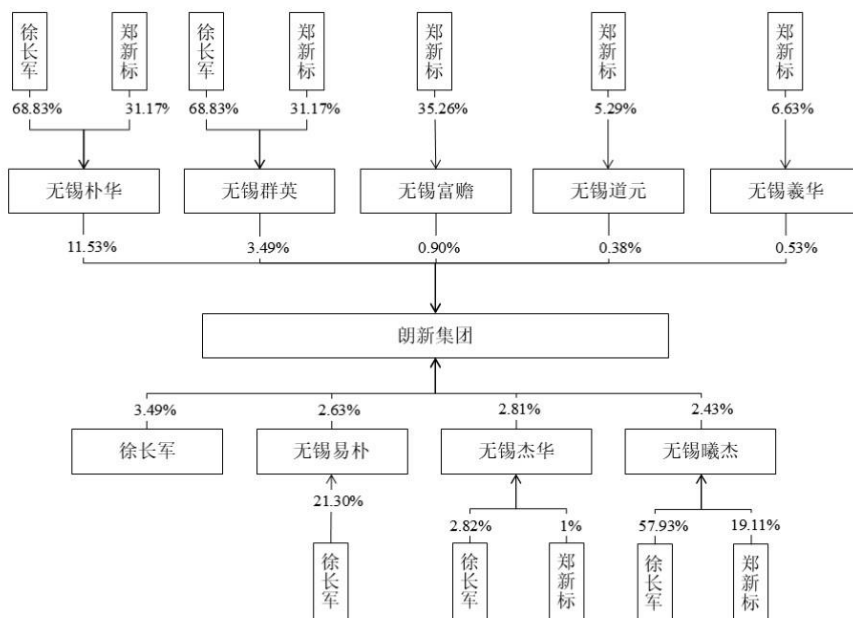 徐长军 郑新标 徐长军 郑新标 郑新标 郑新标 郑新标
68.83% 31.17% 68.83% 31.17% 35.26% 5.29% 6.63%
无锡朴华 无锡群英 无锡富赡 无锡道元 无锡羲华
11.53% 3.49% 0.90% 0.38% 0.53%
朗新集团
3.49% 2.63% 2.81% 2.43%
徐长军 无锡易朴 无锡杰华 无锡曦杰
21.30% 2.82% 1% 57.93% 19.11%
徐长军 徐长军 郑新标 徐长军 郑新标